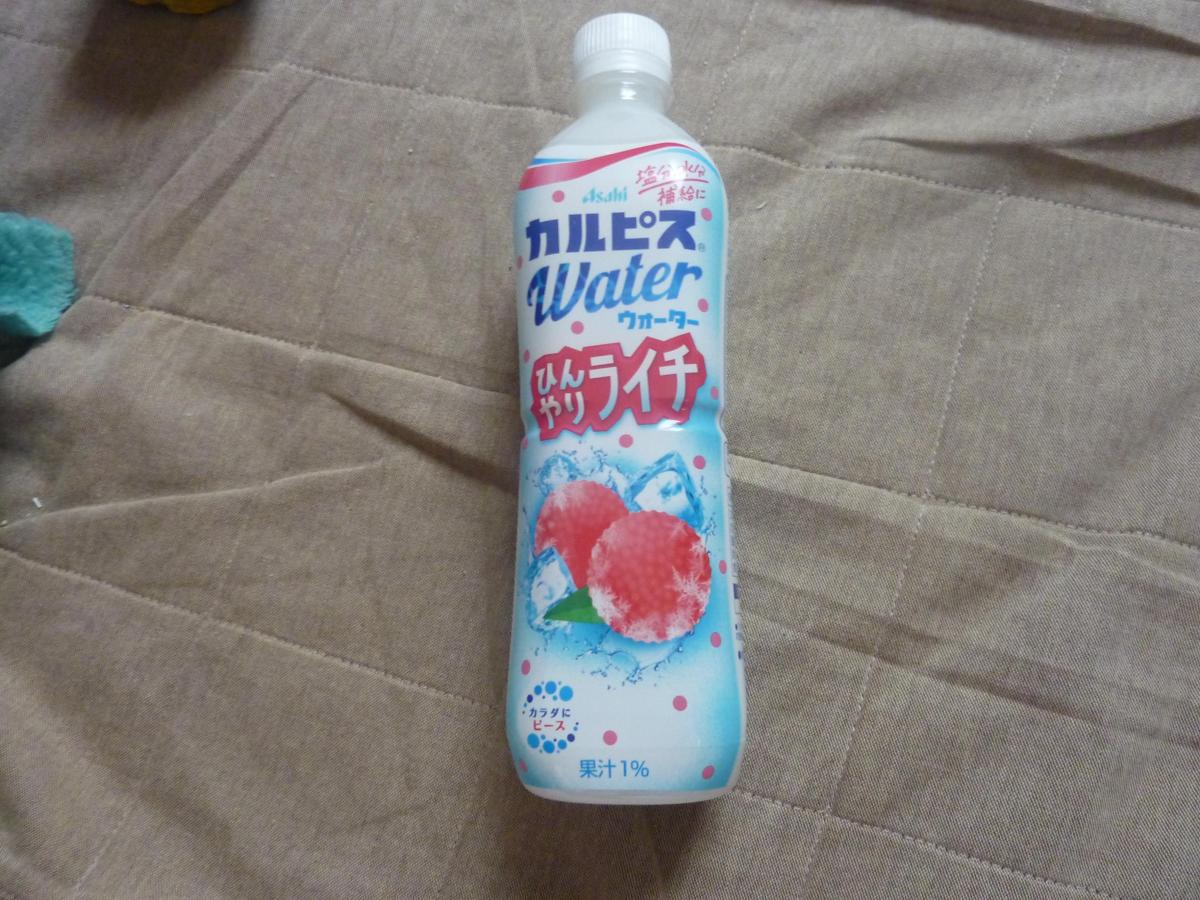 塩分水分
補給に
Asahi
カルピス®
Water
ウォーター
ひんやり
ライチ
カラダに
ピース
果汁1%